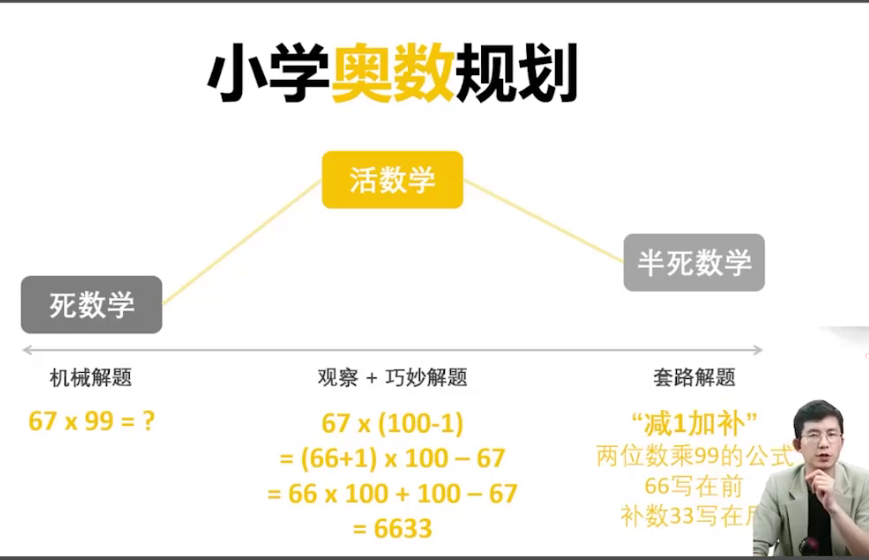 小学奥数规划
活数学
半死数学
死数学
机械解题
观察 + 巧妙解题
套路解题
67 x 99 = ?
67 x (100-1)
= (66+1) x 100 – 67
= 66 x 100 + 100 – 67
= 6633
“减1加补”
两位数乘99的公式
66写在前
补数33写在后